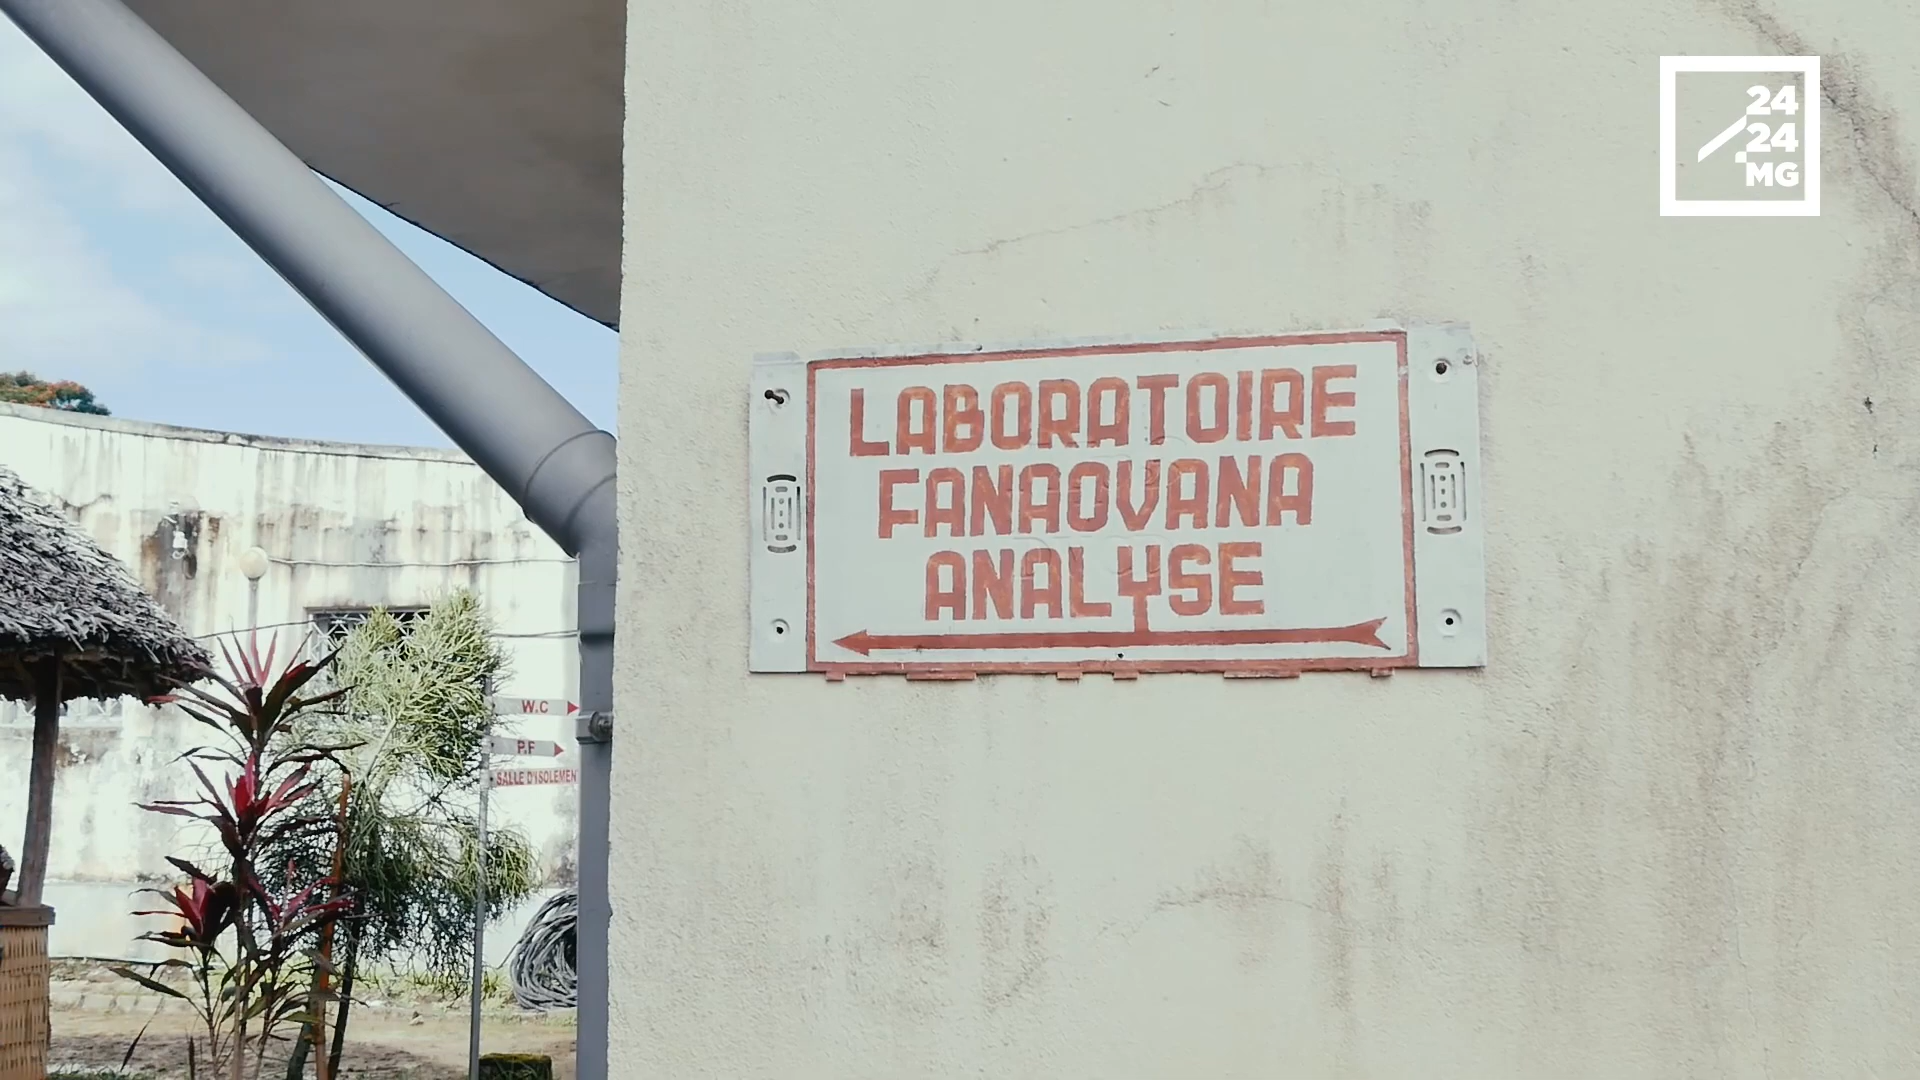 24
24
MG
LABORATOIRE
FANAOVANA
ANALYSE
W.C
P.F
SALLE D'ISOLEMEN